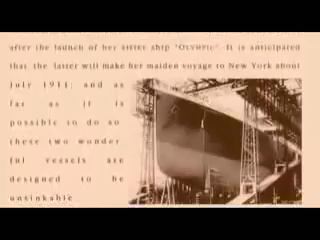 after the launch of her sister ship "OLYMPIC". It is anticipated
that the latter will make her maiden voyage to New York about
July 1911; and as
far as it is
possible to do so
these two wonder
ful vessels are
designed to be
unsinkable